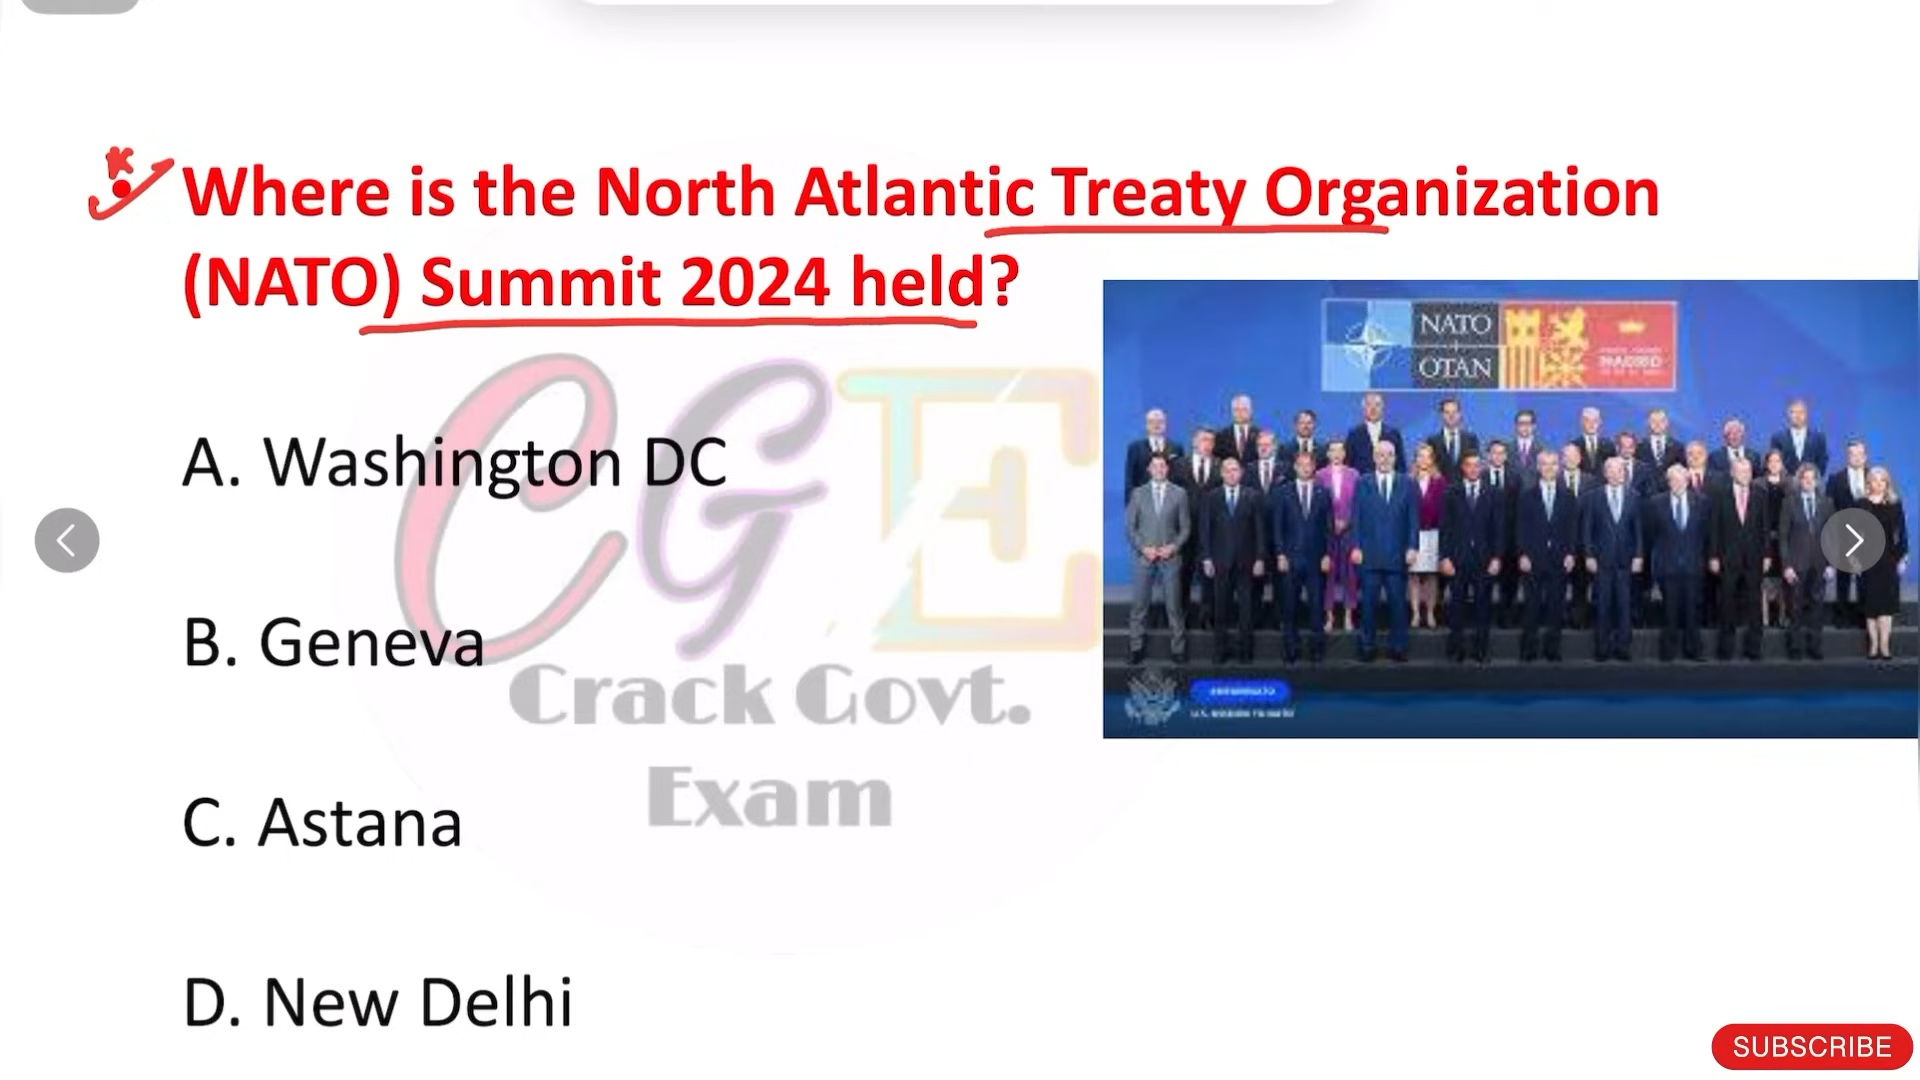 Where is the North Atlantic Treaty Organization
(NATO) Summit 2024 held?
NATO
OTAN
MADRID
A. Washington DC
B. Geneva
C. Astana
D. New Delhi
CGE
Crack Govt.
Exam
SUBSCRIBE